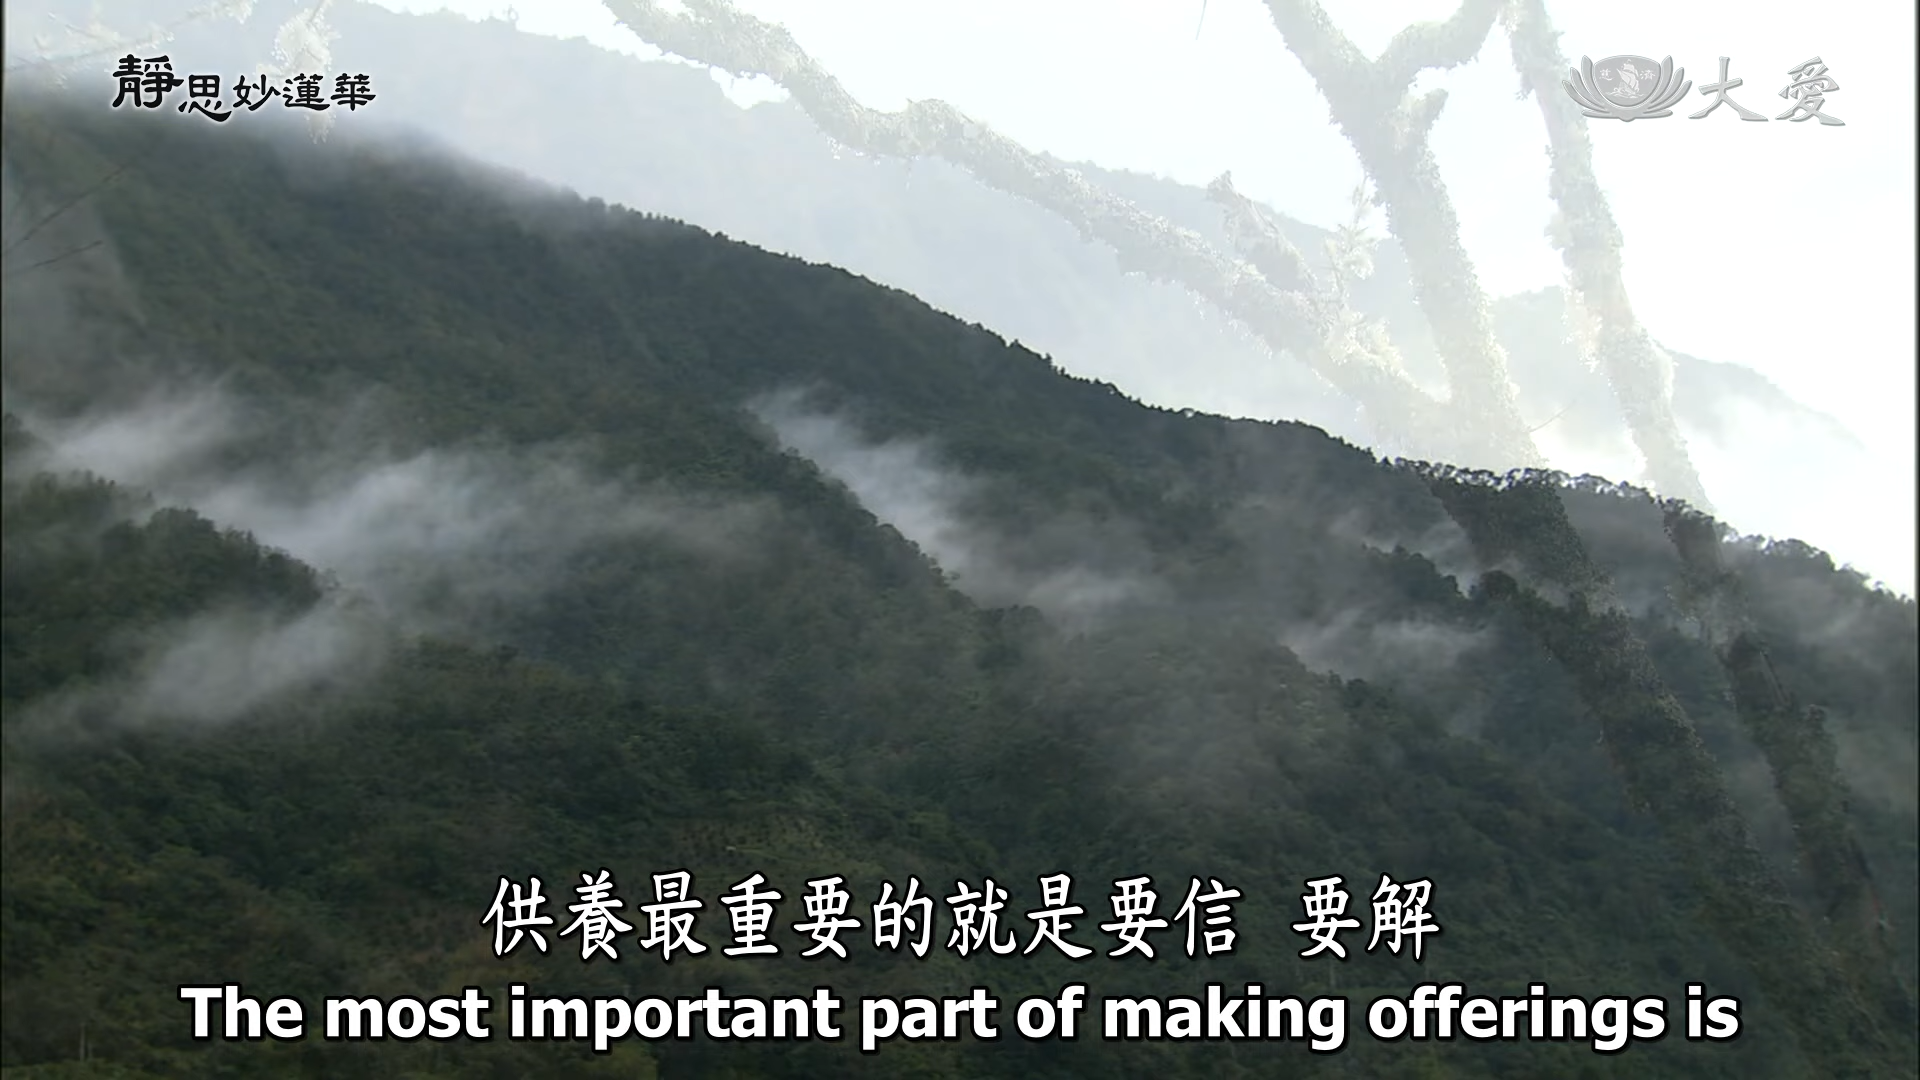 靜思妙蓮華
大愛
供養最重要的就是要信 要解
The most important part of making offerings is